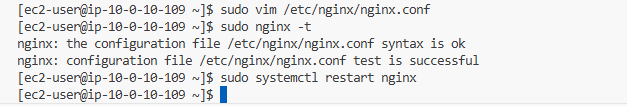 [ec2-user@ip-10-0-10-109 ~]$ sudo vim /etc/nginx/nginx.conf
[ec2-user@ip-10-0-10-109 ~]$ sudo nginx -t
nginx: the configuration file /etc/nginx/nginx.conf syntax is ok
nginx: configuration file /etc/nginx/nginx.conf test is successful
[ec2-user@ip-10-0-10-109 ~]$ sudo systemctl restart nginx
[ec2-user@ip-10-0-10-109 ~]$